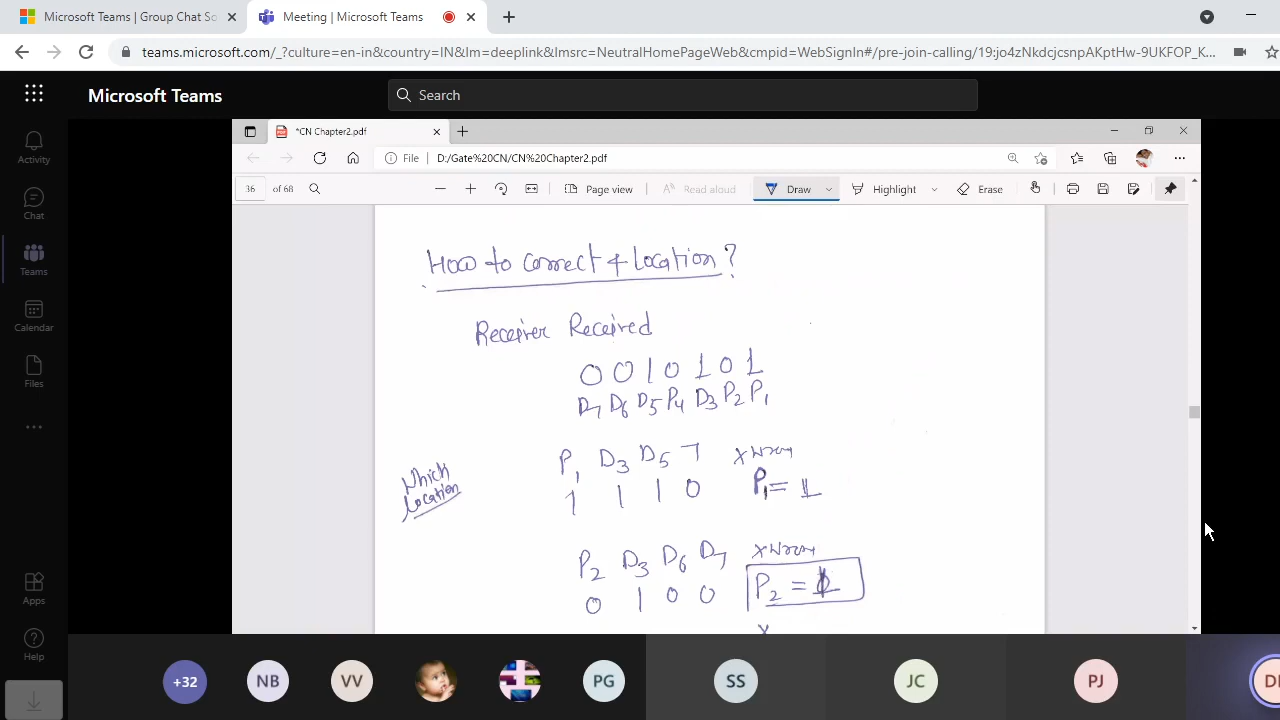 Microsoft Teams | Group Chat So
Meeting | Microsoft Teams
teams.microsoft.com/_?culture=en-in&country=IN&lm=deeplink&lmsrc=NeutralHomePageWeb&cmpid=WebSignIn#/pre-join-calling/19:jo4zNkdcjcsnpAKptHw-9UKFOP_K...
Microsoft Teams
Search
Activity
Chat
Teams
Calendar
Files
Apps
Help
*CN Chapter2.pdf
File D:/Gate%20CN/CN%20Chapter2.pdf
36 of 68
Page view
Read aloud
Draw
Highlight
Erase
How to correct & location?
Receiver Received
0 0 1 0 1 0 1
D7 D6 D5 P4 D3 P2 P1
Which Location
P1 D3 D5 7 x wrong
1 1 1 0 P1 = 1
P2 D3 D6 D7 x wrong
0 1 0 0 P2 = 1
x
+32
NB
VV
PG
SS
JC
PJ
DI